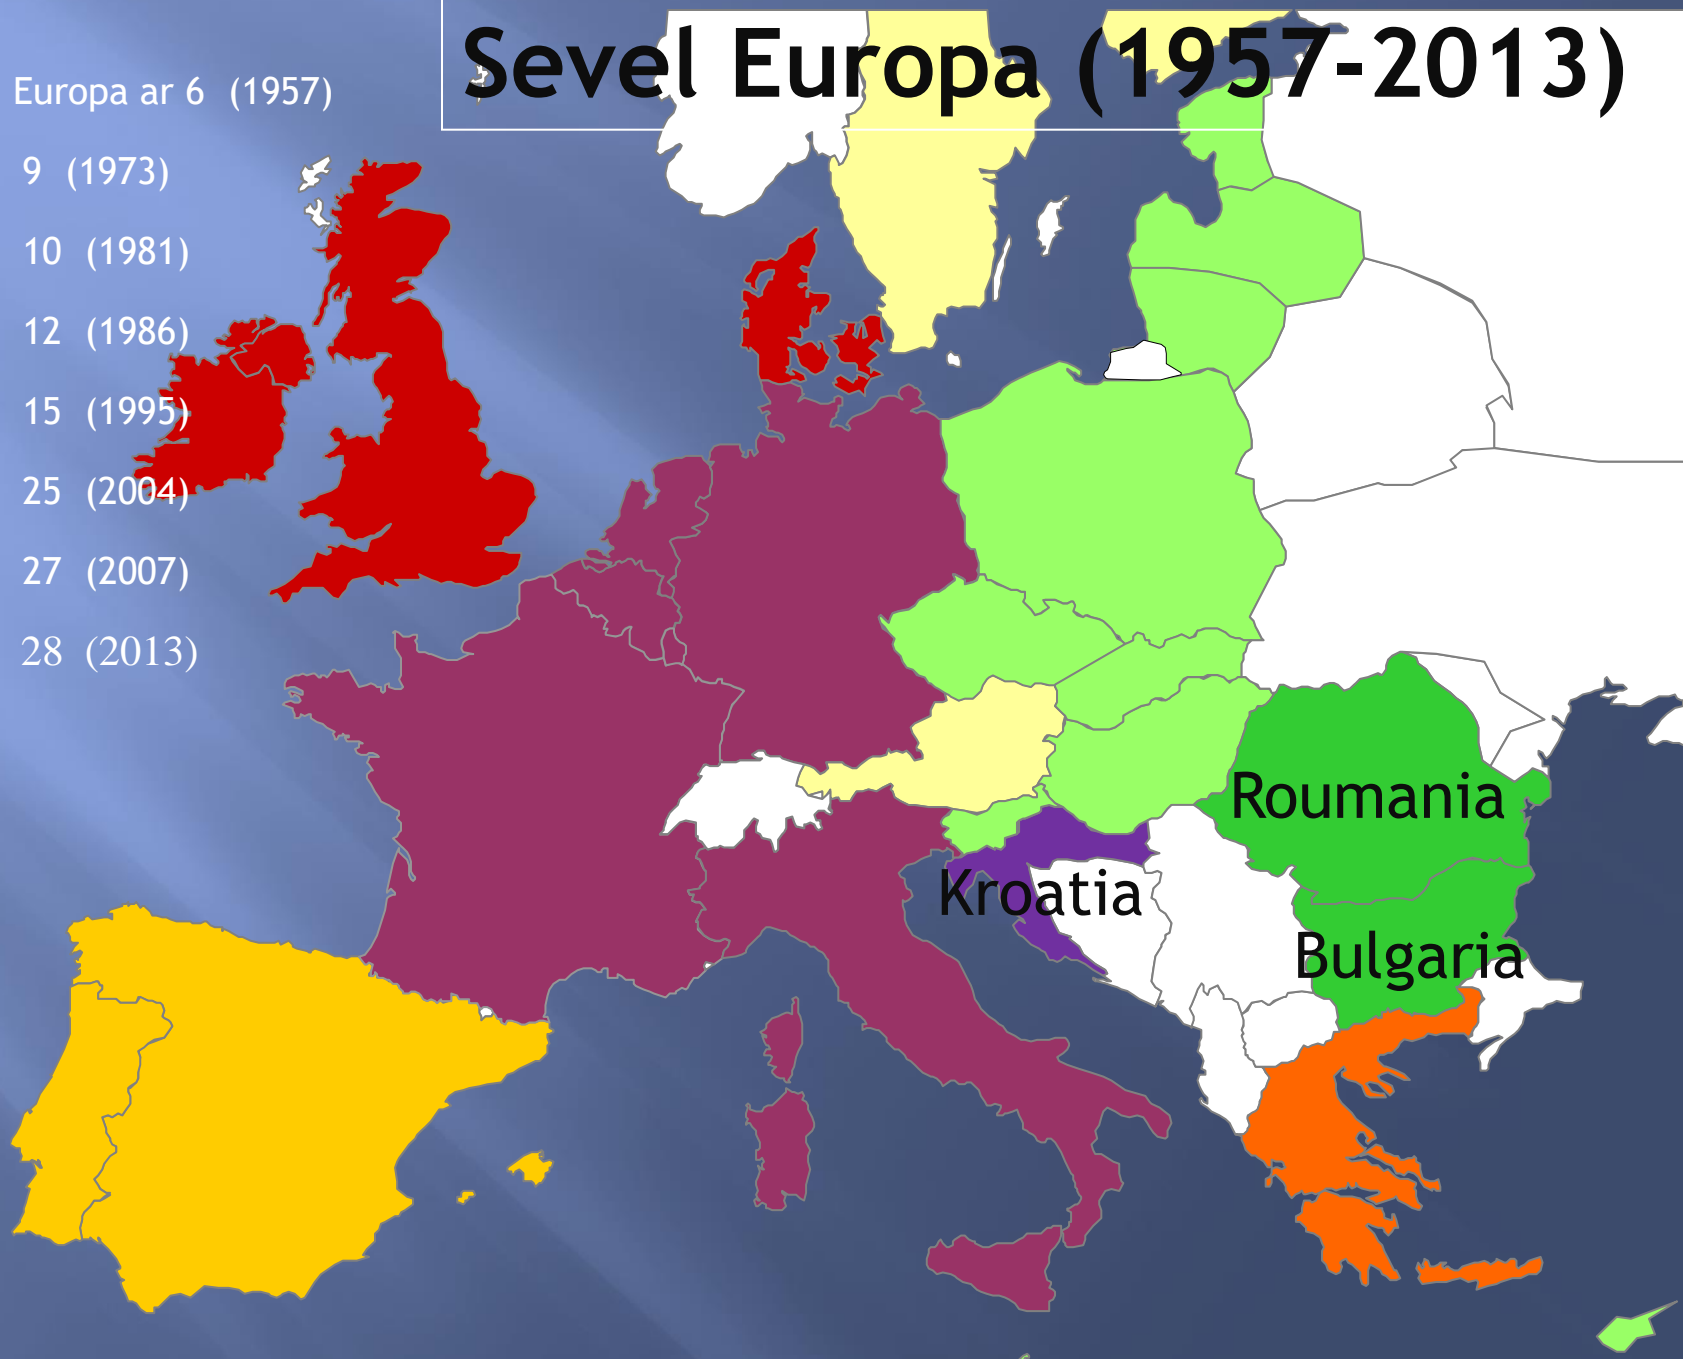 Sevel Europa (1957-2013)
Europa ar 6 (1957)
9 (1973)
10 (1981)
12 (1986)
15 (1995)
25 (2004)
27 (2007)
28 (2013)
Roumania
Kroatia
Bulgaria